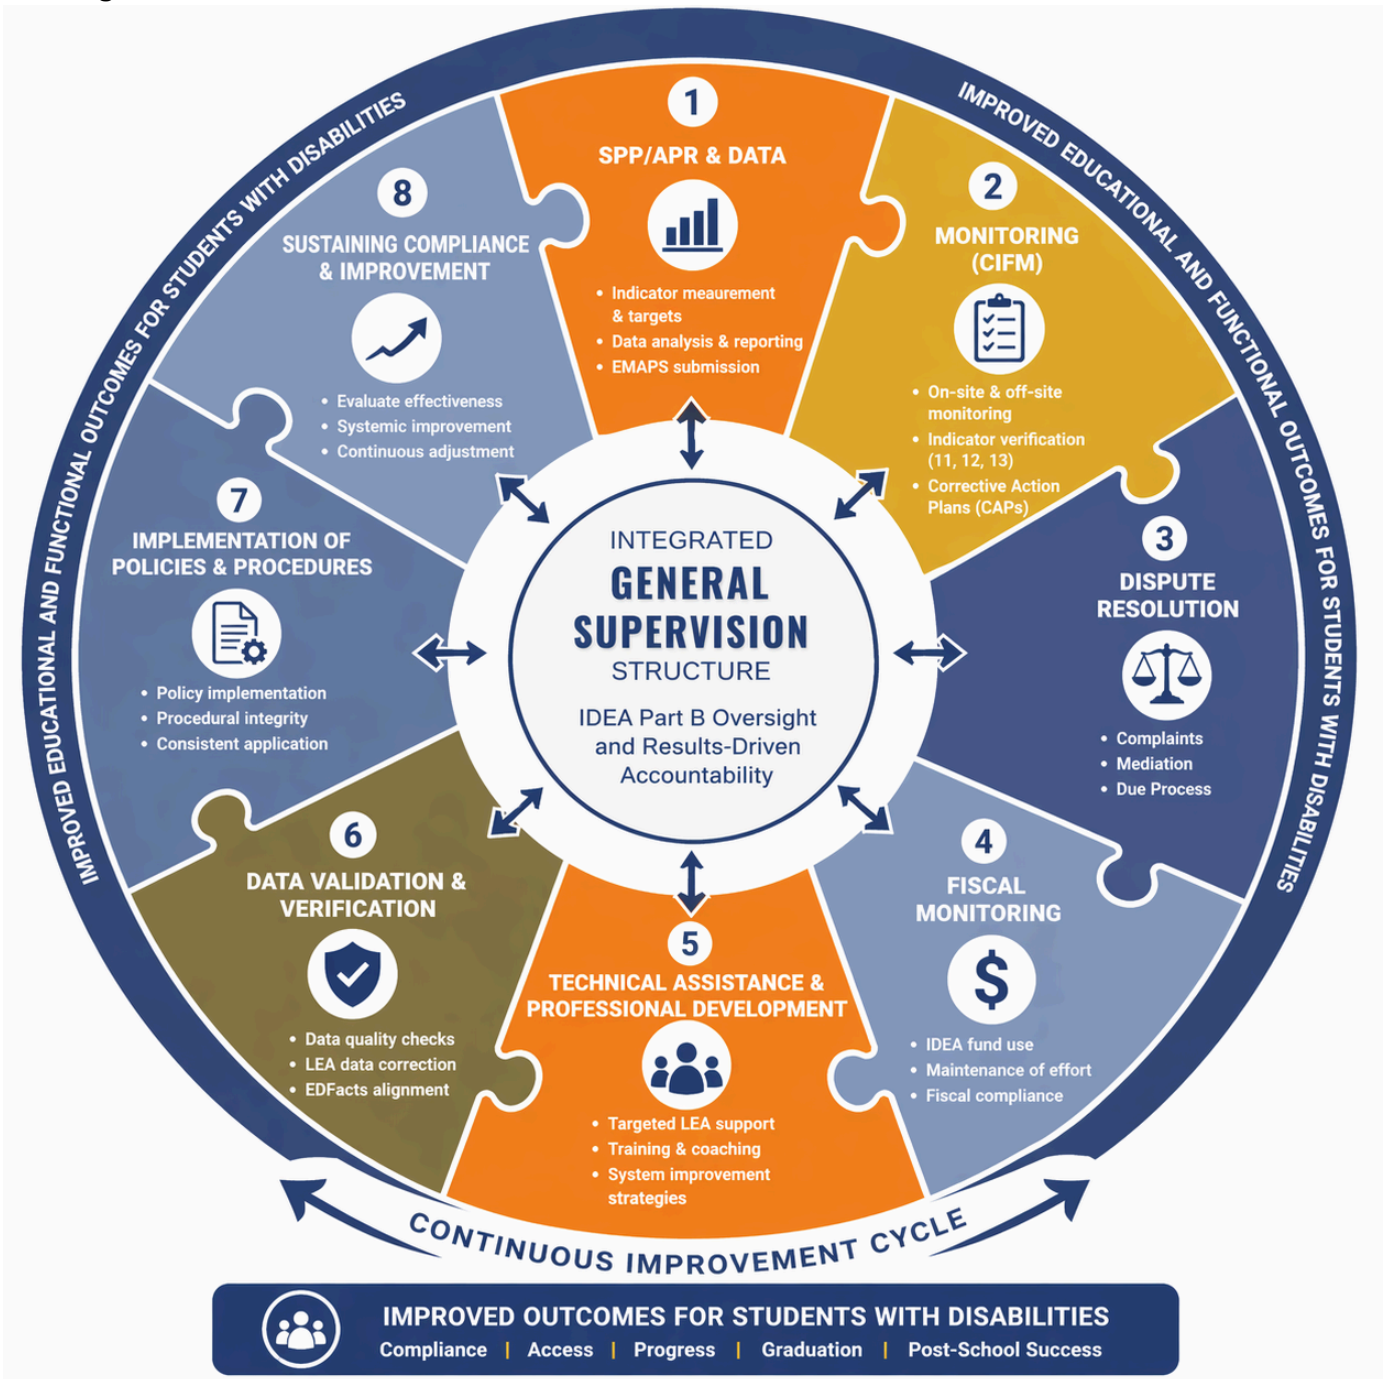 IMPROVED EDUCATIONAL AND FUNCTIONAL OUTCOMES FOR STUDENTS WITH DISABILITIES
IMPROVED EDUCATIONAL AND FUNCTIONAL OUTCOMES FOR STUDENTS WITH DISABILITIES
1
SPP/APR & DATA
• Indicator meaurement
& targets
• Data analysis & reporting
• EMAPS submission
2
MONITORING
(CIFM)
• On-site & off-site
monitoring
• Indicator verification
(11, 12, 13)
• Corrective Action
Plans (CAPs)
3
DISPUTE
RESOLUTION
• Complaints
• Mediation
• Due Process
4
FISCAL
MONITORING
$
• IDEA fund use
• Maintenance of effort
• Fiscal compliance
5
TECHNICAL ASSISTANCE &
PROFESSIONAL DEVELOPMENT
• Targeted LEA support
• Training & coaching
• System improvement
strategies
6
DATA VALIDATION &
VERIFICATION
• Data quality checks
• LEA data correction
• EDFacts alignment
7
IMPLEMENTATION OF
POLICIES & PROCEDURES
• Policy implementation
• Procedural integrity
• Consistent application
8
SUSTAINING COMPLIANCE
& IMPROVEMENT
• Evaluate effectiveness
• Systemic improvement
• Continuous adjustment
INTEGRATED
GENERAL
SUPERVISION
STRUCTURE
IDEA Part B Oversight
and Results-Driven
Accountability
CONTINUOUS IMPROVEMENT CYCLE
IMPROVED OUTCOMES FOR STUDENTS WITH DISABILITIES
Compliance | Access | Progress | Graduation | Post-School Success